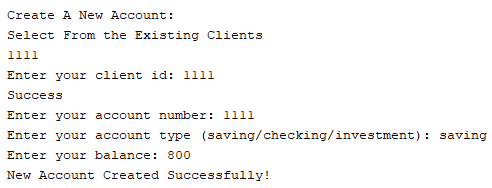 Create A New Account:
Select From the Existing Clients
1111
Enter your client id: 1111
Success
Enter your account number: 1111
Enter your account type (saving/checking/investment): saving
Enter your balance: 800
New Account Created Successfully!